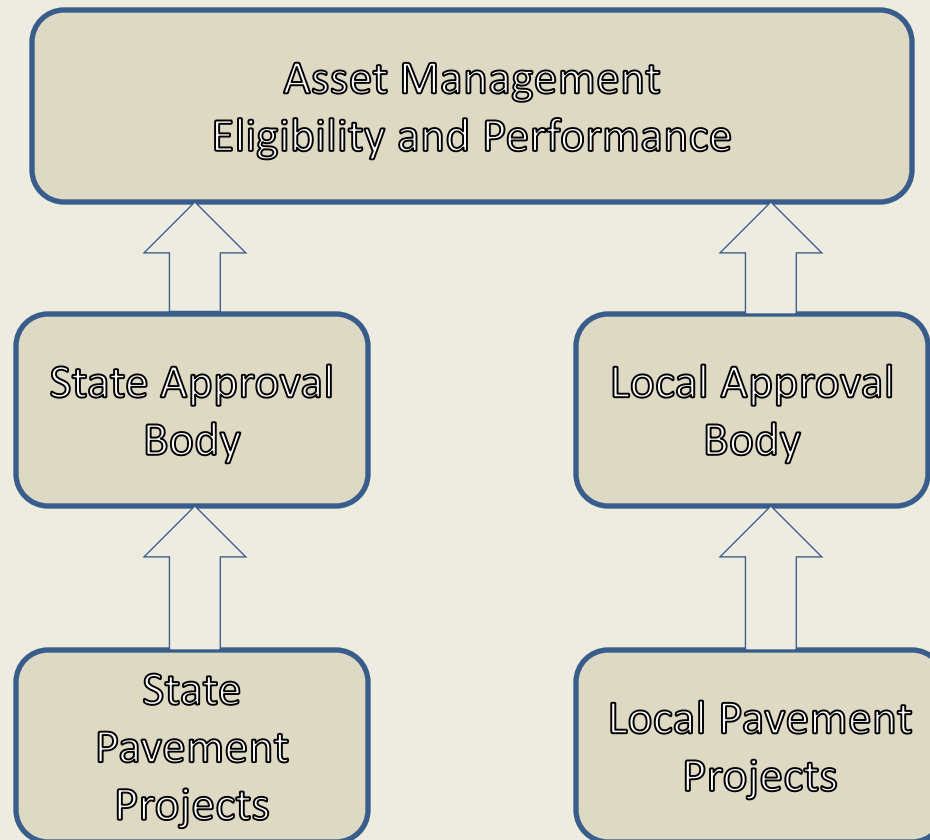 Asset Management
Eligibility and Performance
State Approval
Body
Local Approval
Body
State
Pavement
Projects
Local Pavement
Projects